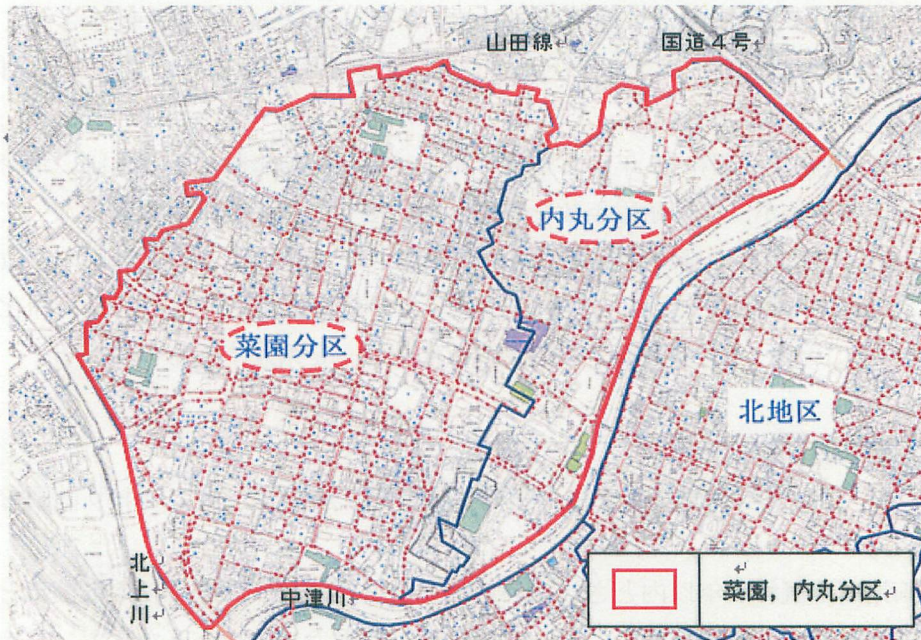 山田線
国道４号
内丸分区
菜園分区
北地区
北上川
中津川
菜園，内丸分区